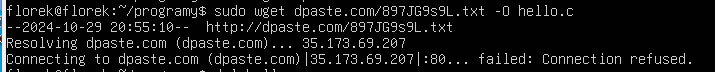 florek@florek:~/programy$ sudo wget dpaste.com/897JG9s9L.txt -O hello.c
--2024-10-29 20:55:10--  http://dpaste.com/897JG9s9L.txt
Resolving dpaste.com (dpaste.com)... 35.173.69.207
Connecting to dpaste.com (dpaste.com)|35.173.69.207|:80... failed: Connection refused.